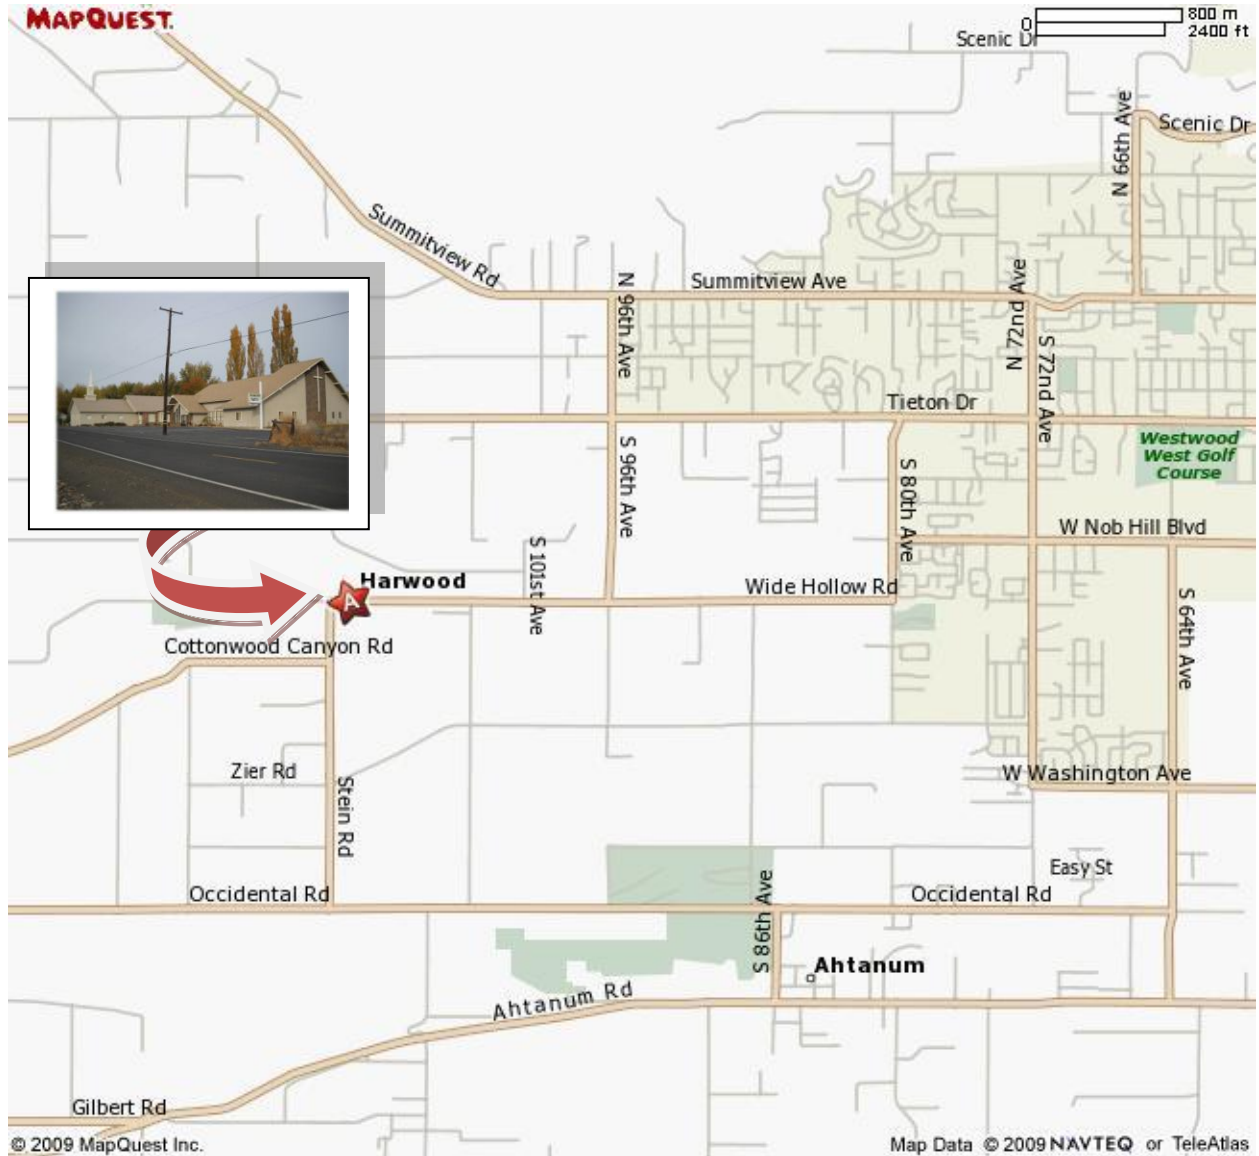 MAPQUEST.
0
800 m
2400 ft
Scenic Dr
N 66th Ave
Scenic Dr
Summitview Rd
N 96th Ave
Summitview Ave
N 72nd Ave
S 72nd Ave
Tieton Dr
Westwood
West Golf
Course
S 96th Ave
S 80th Ave
W Nob Hill Blvd
S 101st Ave
Harwood
A
Wide Hollow Rd
S 64th Ave
Cottonwood Canyon Rd
Zier Rd
Stein Rd
W Washington Ave
Easy St
Occidental Rd
S 86th Ave
Occidental Rd
Ahtanum
Ahtanum Rd
Gilbert Rd
© 2009 MapQuest Inc.
Map Data © 2009 NAVTEQ or TeleAtlas